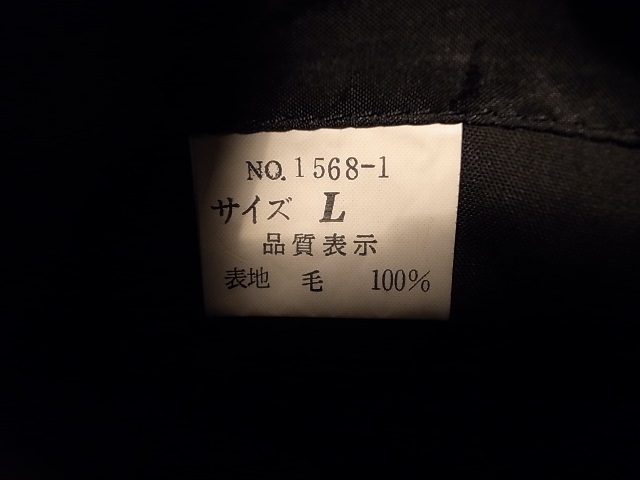 NO. 1568-1
サイズ L
品質表示
表地 毛 100%